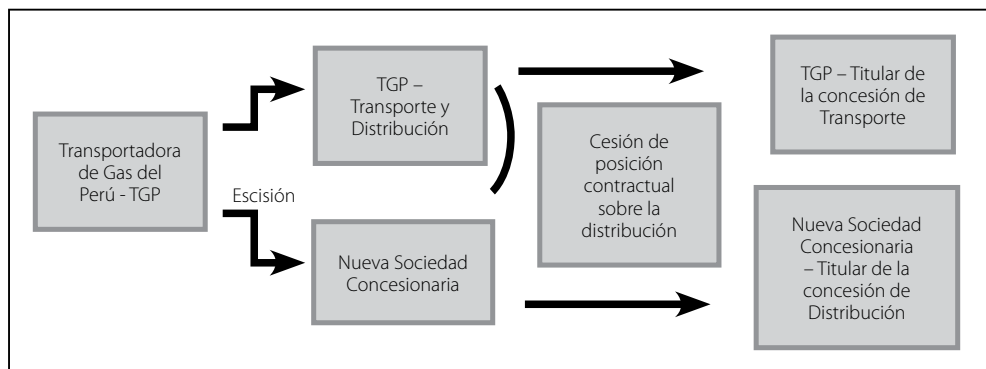 Transportadora
de Gas del
Perú - TGP
Escisión
TGP –
Transporte y
Distribución
Nueva Sociedad
Concesionaria
Cesión de
posición
contractual
sobre la
distribución
TGP – Titular de
la concesión de
Transporte
Nueva Sociedad
Concesionaria
– Titular de la
concesión de
Distribución